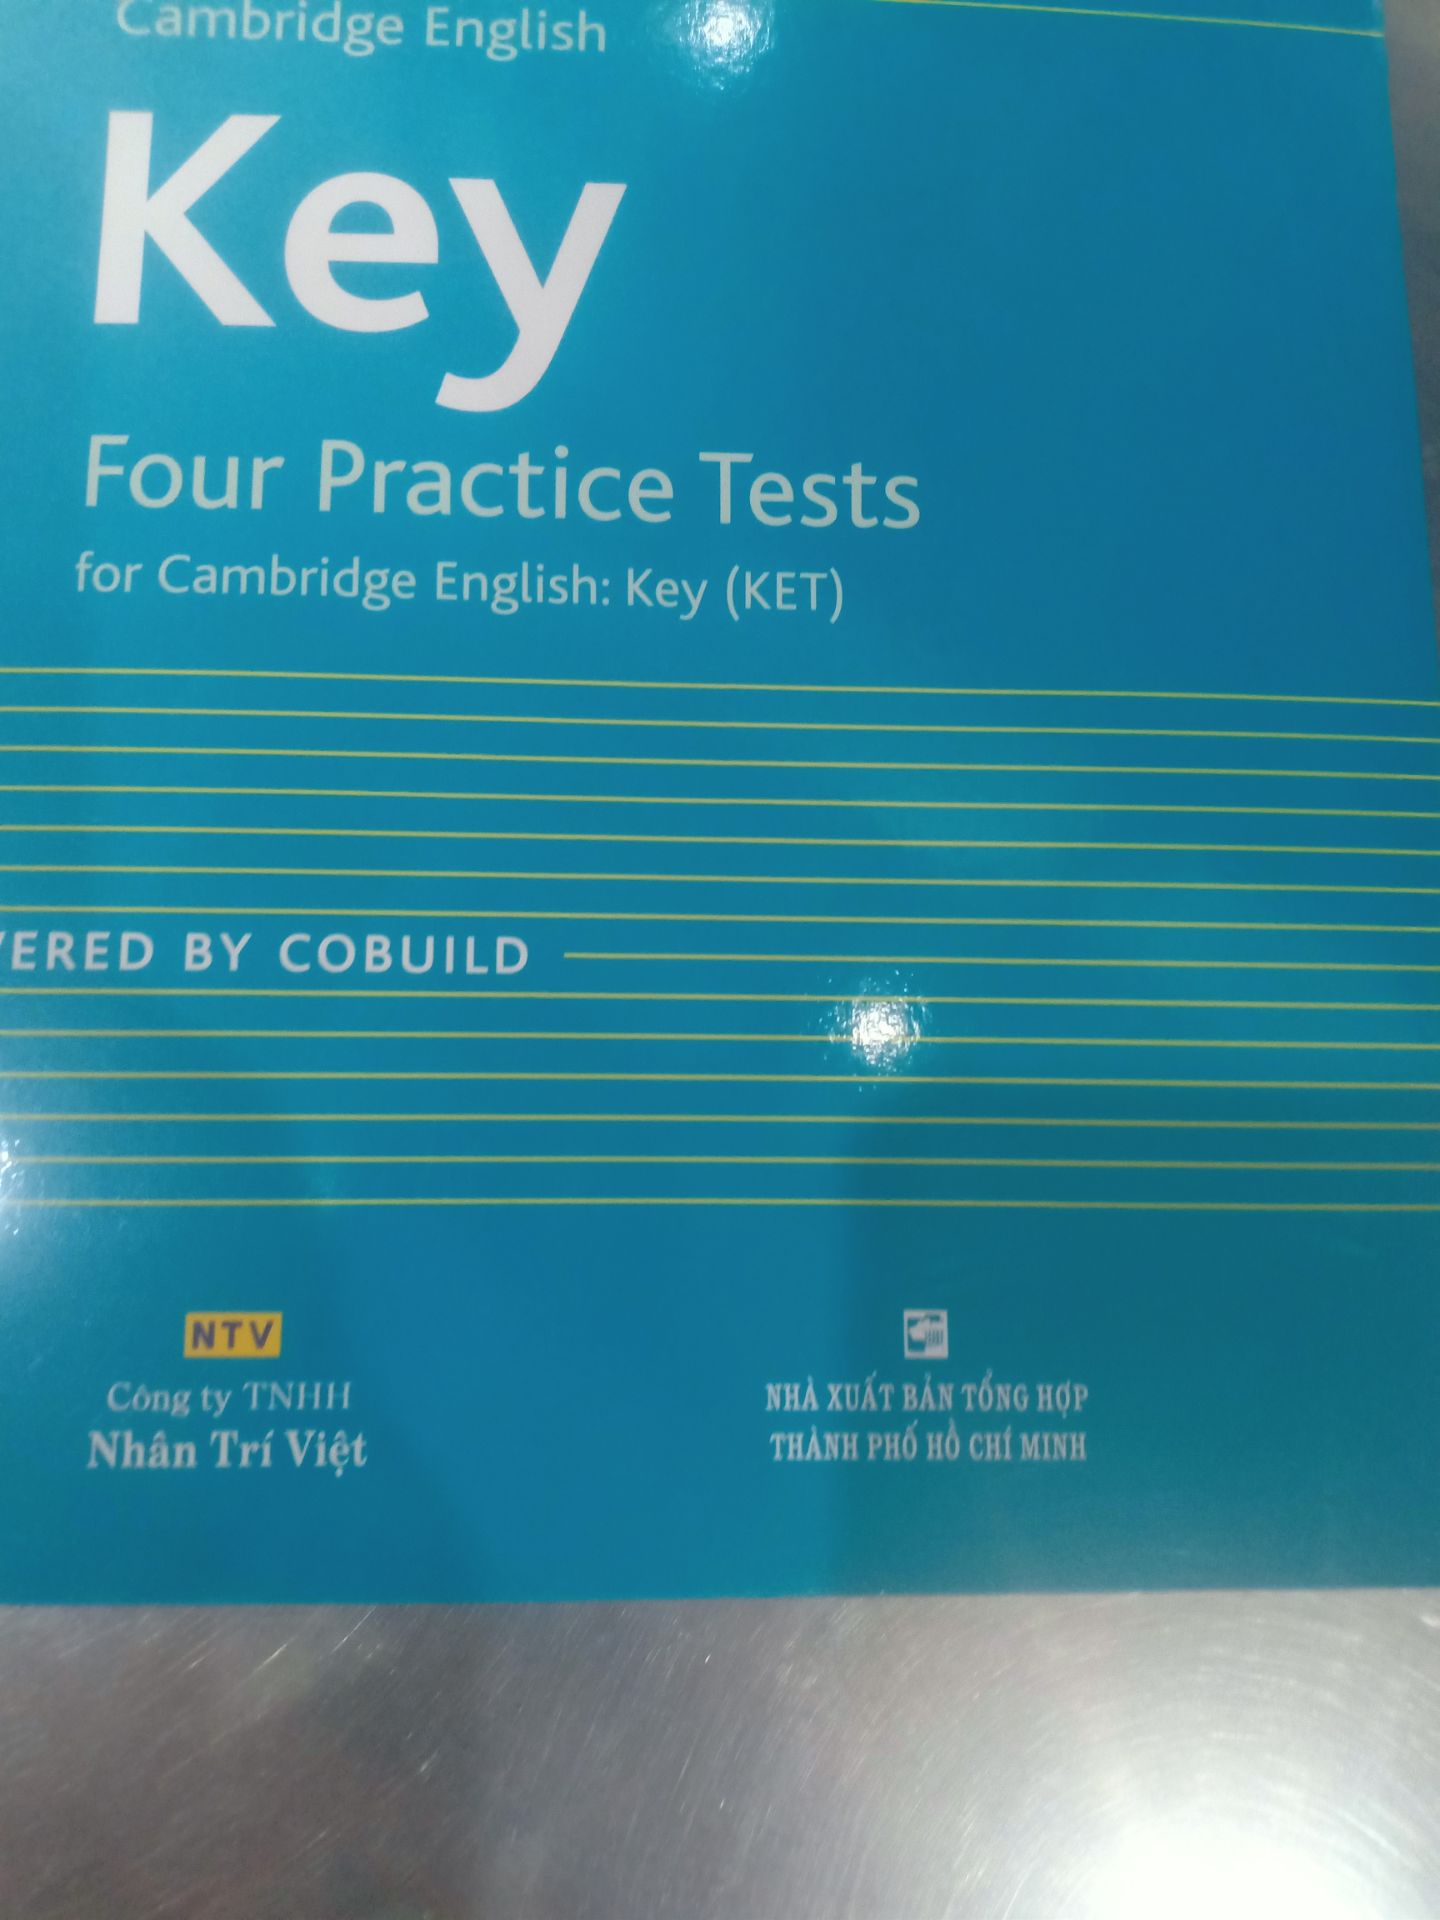 Cambridge English
Key
Four Practice Tests
for Cambridge English: Key (KET)
ERED BY COBUILD
NTV
Công ty TNHH
Nhân Trí Việt
NHÀ XUẤT BẢN TỔNG HỢP
THÀNH PHỐ HỒ CHÍ MINH